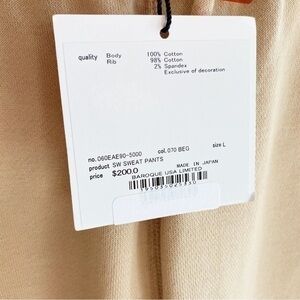 quality Body 100% Cotton
Rib 98% Cotton
2% Spandex
Exclusive of decoration
no. 060EAE90-5000 col. 070 BEG size L
product SW SWEAT PANTS
price $200.0 MADE IN JAPAN
BAROQUE USA LIMITED